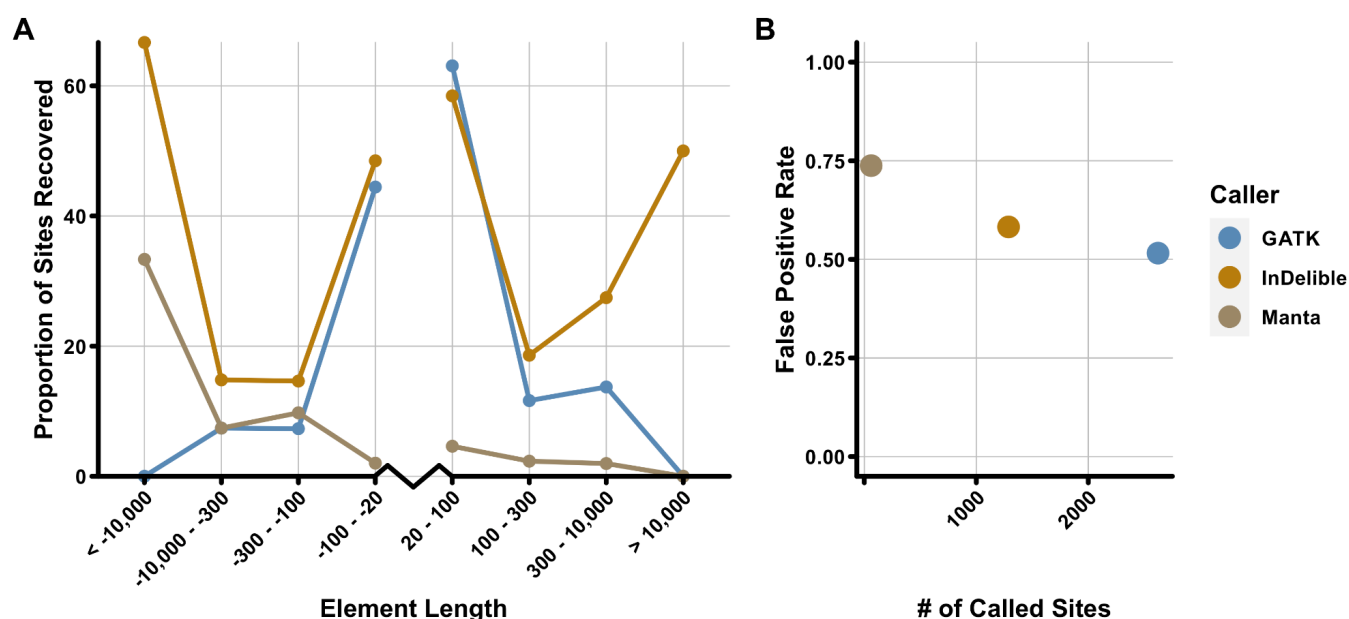 A
Proportion of Sites Recovered
60
40
20
0
< -10,000
-10,000 - -300
-300 - -100
-100 - -20
20 - 100
100 - 300
300 - 10,000
> 10,000
Element Length
B
False Positive Rate
1.00
0.75
0.50
0.25
0.00
1000
2000
# of Called Sites
Caller
GATK
InDelible
Manta